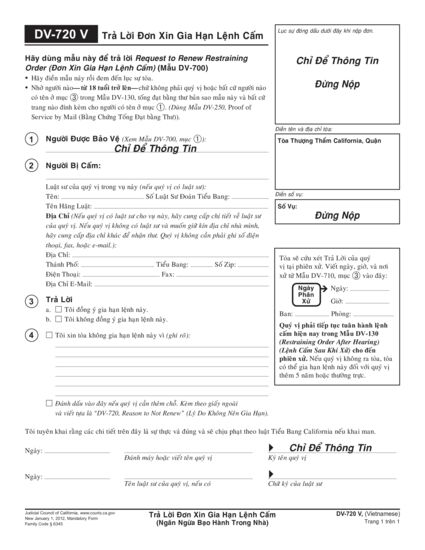 DV-720 V
Trả Lời Đơn Xin Gia Hạn Lệnh Cấm
Lục sự đóng dấu dưới đây khi nộp đơn.
Chỉ Để Thông Tin
Đừng Nộp
Hãy dùng mẫu này để trả lời Request to Renew Restraining
Order (Đơn Xin Gia Hạn Lệnh Cấm) (Mẫu DV-700)
• Hãy điền mẫu này rồi đem đến lục sự tòa.
• Nhờ người nào—từ 18 tuổi trở lên—chứ không phải quý vị hoặc bất cứ người nào
có tên ở mục 3 trong Mẫu DV-130, tống đạt bằng thư bản sao mẫu này và bất cứ
trang nào đính kèm cho người có tên ở mục 1. (Dùng Mẫu DV-250, Proof of
Service by Mail (Bằng Chứng Tống Đạt bằng Thư)).
Điền tên và địa chỉ tòa:
Tòa Thượng Thẩm California, Quận
Điền số vụ:
Số Vụ:
Đừng Nộp
1 Người Được Bảo Vệ (Xem Mẫu DV-700, mục 1):
Chỉ Để Thông Tin
2 Người Bị Cấm:
Luật sư của quý vị trong vụ này (nếu quý vị có luật sư):
Tên: Số Luật Sư Đoàn Tiểu Bang:
Tên Hãng Luật:
Địa Chỉ (Nếu quý vị có luật sư cho vụ này, hãy cung cấp chi tiết về luật sư
của quý vị. Nếu quý vị không có luật sư và muốn giữ kín địa chỉ nhà mình,
hãy cung cấp địa chỉ khác để nhận thư. Quý vị không cần phải ghi số điện
thoại, fax, hoặc e-mail.):
Địa Chỉ:
Thành Phố: Tiểu Bang: Số Zip:
Điện Thoại: Fax:
Địa Chỉ E-Mail:
Tòa sẽ cứu xét Trả Lời của quý
vị tại phiên xử. Viết ngày, giờ, và nơi
xử từ Mẫu DV-710, mục 3 vào đây:
Ngày
Phân
Xử
Ngày:
Giờ:
Ban: Phòng:
Quý vị phải tiếp tục tuân hành lệnh
cấm hiện nay trong Mẫu DV-130
(Restraining Order After Hearing)
(Lệnh Cấm Sau Khi Xử) cho đến
phiên xử. Nếu quý vị không ra tòa, tòa
có thể gia hạn lệnh này đối với quý vị
thêm 5 năm hoặc thường trực.
3 Trả Lời
a. ☐ Tôi đồng ý gia hạn lệnh này.
b. ☐ Tôi không đồng ý gia hạn lệnh này.
4 ☐ Tôi xin tòa không gia hạn lệnh này vì (ghi rõ):
☐ Đánh dấu vào đây nếu quý vị cần thêm chỗ. Kèm theo giấy ngoài
và viết tựa là “DV-720, Reason to Not Renew” (Lý Do Không Nên Gia Hạn).
Tôi tuyên khai rằng các chi tiết trên đây là sự thực và đúng và sẽ chịu phạt theo luật Tiểu Bang California nếu khai man.
Ngày:
Chỉ Để Thông Tin
Đánh máy hoặc viết tên quý vị
Ký tên quý vị
Ngày:
Tên luật sư của quý vị, nếu có
Chữ ký của luật sư
Judicial Council of California, www.courts.ca.gov
New January 1, 2012, Mandatory Form
Family Code § 6345
Trả Lời Đơn Xin Gia Hạn Lệnh Cấm
(Ngăn Ngừa Bạo Hành Trong Nhà)
DV-720 V, (Vietnamese)
Trang 1 trên 1